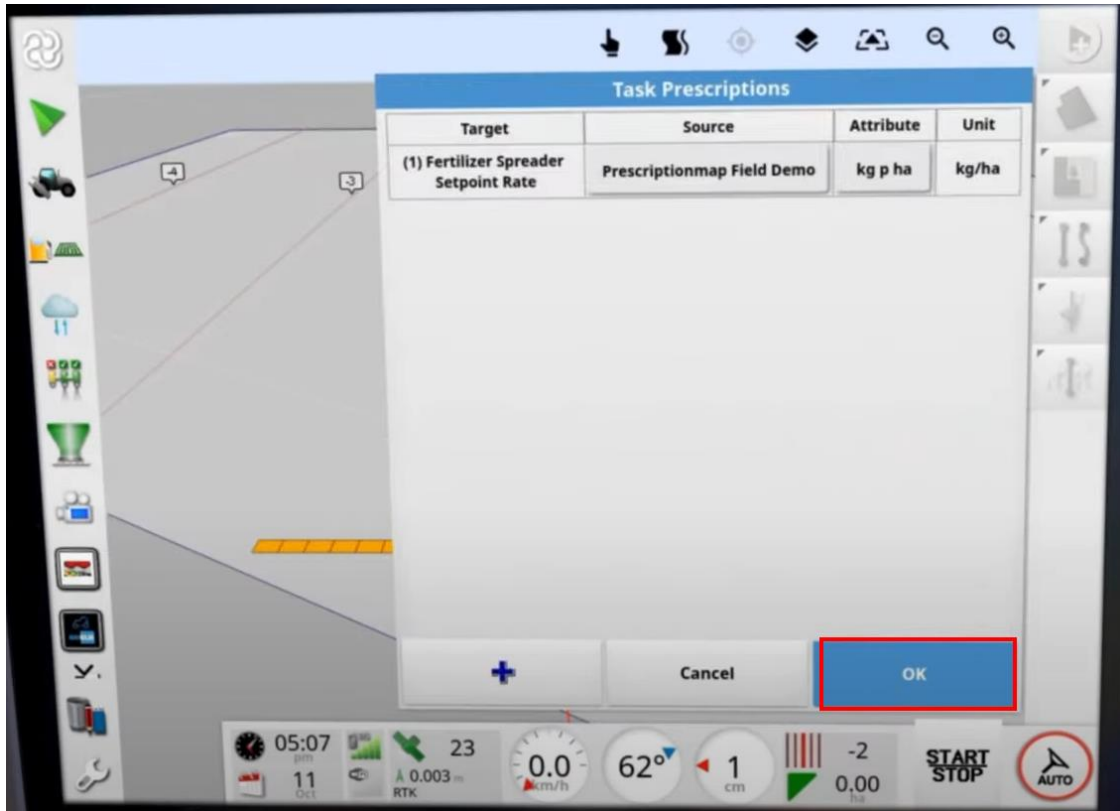 Task Prescriptions
Target Source Attribute Unit
(1) Fertilizer Spreader
Setpoint Rate
Prescriptionmap Field Demo
kg p ha
kg/ha
-4
-3
Cancel
OK
05:07
pm
11
Oct
23
0.003 m
RTK
0.0
km/h
62°
1
cm
-2
0.00
ha
START
STOP
AUTO